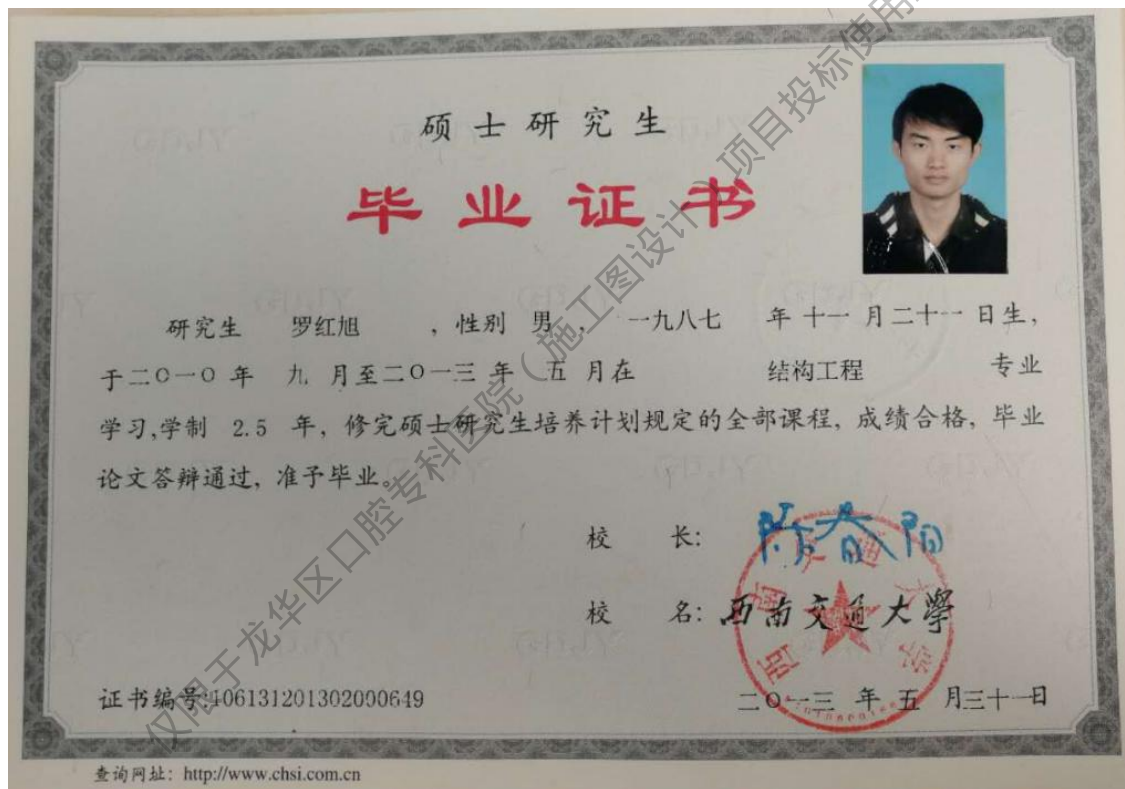 硕士研究生
毕业证书
研究生 罗红旭 ，性别 男 ， 一九八七 年 十一 月二十一 日生，
于二〇一〇 年 九 月至二〇一三 年 五 月在 结构工程 专业
学习,学制 2.5 年，修完硕士研究生培养计划规定的全部课程，成绩合格，毕业
论文答辩通过，准予毕业。
校 长: 陈春阳
校 名: 西南交通大學
证书编号:106131201302000649
二〇一三 年 五 月三十一日
查询网址：http://www.chsi.com.cn
仅限于龙华区口腔专科医院（施工图设计）项目投标使用